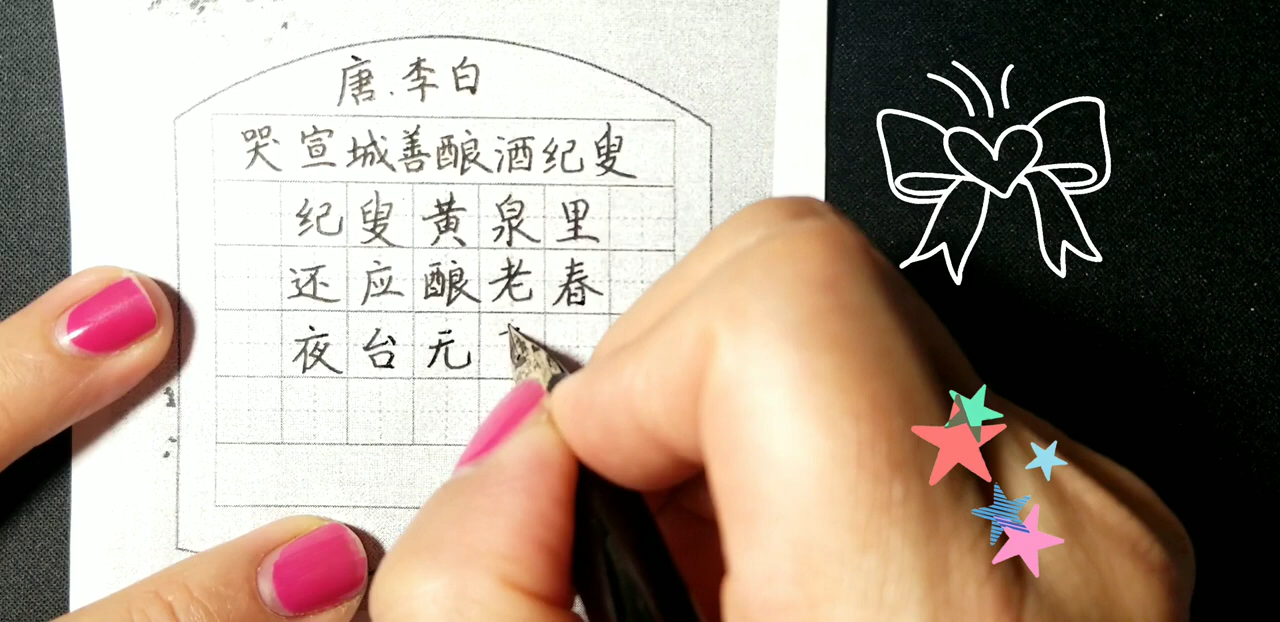 唐.李白
哭宣城善酿酒纪叟
纪叟黄泉里
还应酿老春
夜台无